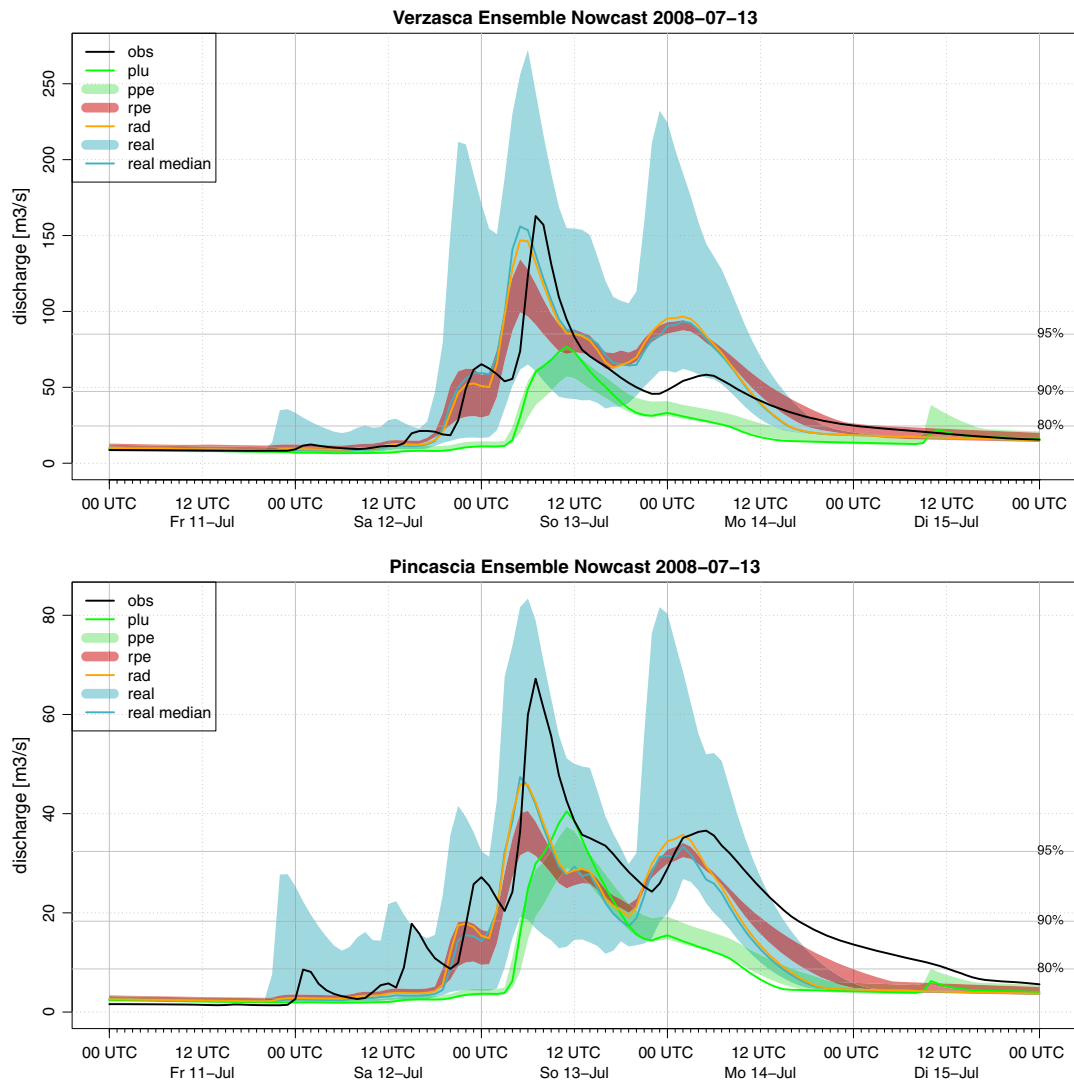 Verzasca Ensemble Nowcast 2008−07−13
obs
plu
ppe
rpe
rad
real
real median
discharge [m3/s]
250
200
150
100
50
0
95%
90%
80%
00 UTC 12 UTC 00 UTC 12 UTC 00 UTC 12 UTC 00 UTC 12 UTC 00 UTC 12 UTC 00 UTC
Fr 11−Jul Sa 12−Jul So 13−Jul Mo 14−Jul Di 15−Jul
Pincascia Ensemble Nowcast 2008−07−13
obs
plu
ppe
rpe
rad
real
real median
discharge [m3/s]
80
60
40
20
0
95%
90%
80%
00 UTC 12 UTC 00 UTC 12 UTC 00 UTC 12 UTC 00 UTC 12 UTC 00 UTC 12 UTC 00 UTC
Fr 11−Jul Sa 12−Jul So 13−Jul Mo 14−Jul Di 15−Jul